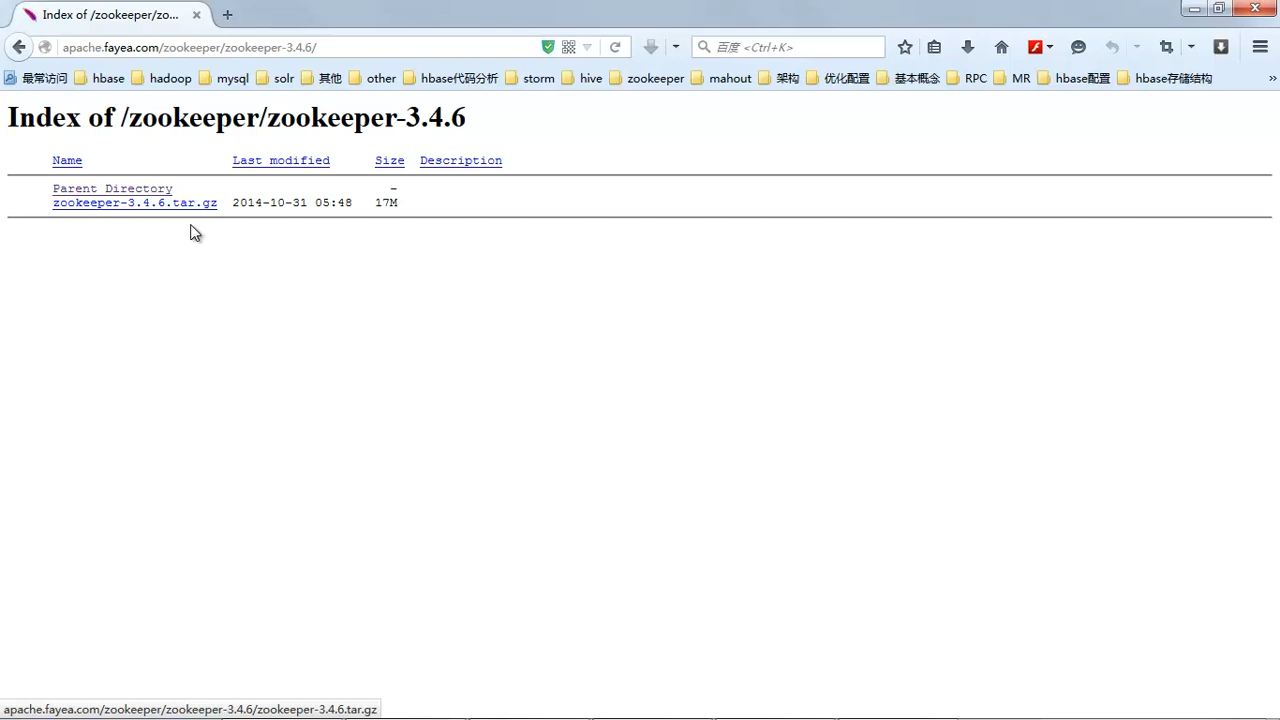 Index of /zookeeper/zo...
apache.fayea.com/zookeeper/zookeeper-3.4.6/
百度 <Ctrl+K>
最常访问 hbase hadoop mysql solr 其他 other hbase代码分析 storm hive zookeeper mahout 架构 优化配置 基本概念 RPC MR hbase配置 hbase存储结构 »
Index of /zookeeper/zookeeper-3.4.6
Name Last modified Size Description
Parent Directory -
zookeeper-3.4.6.tar.gz 2014-10-31 05:48 17M
apache.fayea.com/zookeeper/zookeeper-3.4.6/zookeeper-3.4.6.tar.gz